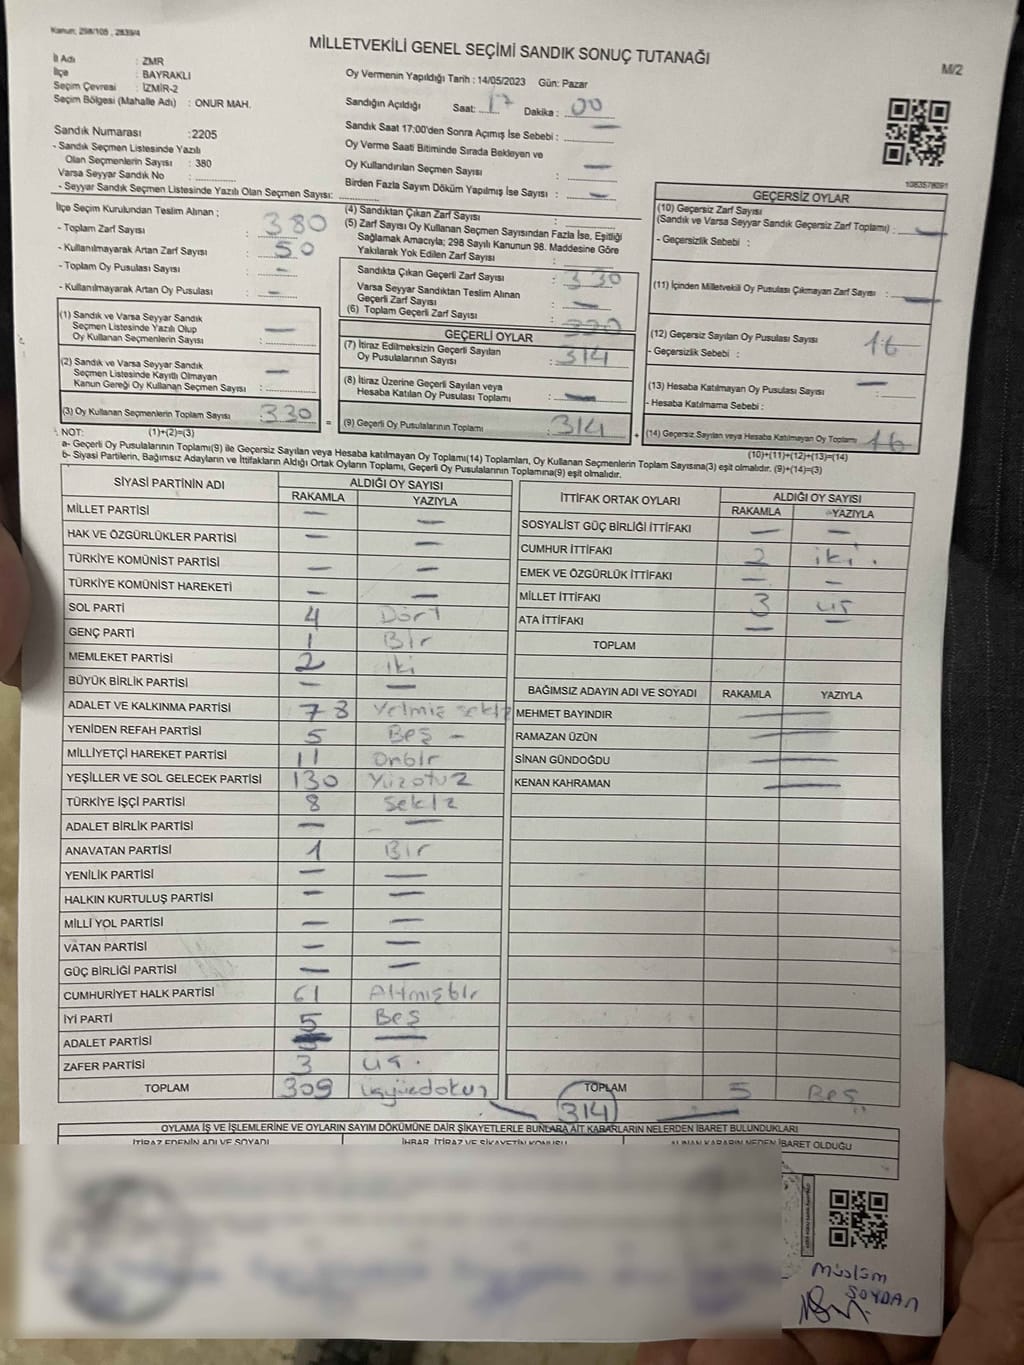 Kanun, 298/105 , 2839/4
MİLLETVEKİLİ GENEL SEÇİMİ SANDIK SONUÇ TUTANAĞI
M/2
İl Adı : ZMR
İlçe : BAYRAKLI
Seçim Çevresi : İZMİR-2
Seçim Bölgesi (Mahalle Adı) : ONUR MAH.
Sandık Numarası : 2205
- Sandık Seçmen Listesinde Yazılı
Olan Seçmenlerin Sayısı : 380
Varsa Seyyar Sandık No :
- Seyyar Sandık Seçmen Listesinde Yazılı Olan Seçmen Sayısı:
Oy Vermenin Yapıldığı Tarih : 14/05/2023 Gün: Pazar
Sandığın Açıldığı Saat: 17 Dakika : 00
Sandık Saat 17:00'den Sonra Açımış İse Sebebi : —
Oy Verme Saati Bitiminde Sırada Bekleyen ve
Oy Kullandırılan Seçmen Sayısı : —
Birden Fazla Sayım Döküm Yapılmış İse Sayısı : —
1083578091
İlçe Seçim Kurulundan Teslim Alınan ;
- Toplam Zarf Sayısı : 380
- Kullanılmayarak Artan Zarf Sayısı : 50
- Toplam Oy Pusulası Sayısı : —
- Kullanılmayarak Artan Oy Pusulası : —
(1) Sandık ve Varsa Seyyar Sandık
Seçmen Listesinde Yazılı Olup
Oy Kullanan Seçmenlerin Sayısı : —
(2) Sandık ve Varsa Seyyar Sandık
Seçmen Listesinde Kayıtlı Olmayan
Kanun Gereği Oy Kullanan Seçmen Sayısı : —
(3) Oy Kullanan Seçmenlerin Toplam Sayısı : 330
(1)+(2)=(3)
(4) Sandıktan Çıkan Zarf Sayısı :
(5) Zarf Sayısı Oy Kullanan Seçmen Sayısından Fazla İse, Eşitliği
Sağlamak Amacıyla; 298 Sayılı Kanunun 98. Maddesine Göre
Yakılarak Yok Edilen Zarf Sayısı :
Sandıkta Çıkan Geçerli Zarf Sayısı : 330
Varsa Seyyar Sandıktan Teslim Alınan
Geçerli Zarf Sayısı : —
(6) Toplam Geçerli Zarf Sayısı : 330
GEÇERLİ OYLAR
(7) İtiraz Edilmeksizin Geçerli Sayılan
Oy Pusulalarının Sayısı : 314
(8) İtiraz Üzerine Geçerli Sayılan veya
Hesaba Katılan Oy Pusulası Toplamı : —
= (9) Geçerli Oy Pusulalarının Toplamı : 314
GEÇERSİZ OYLAR
(10) Geçersiz Zarf Sayısı
(Sandık ve Varsa Seyyar Sandık Geçersiz Zarf Toplamı) : —
- Geçersizlik Sebebi :
(11) İçinden Milletvekili Oy Pusulası Çıkmayan Zarf Sayısı : —
(12) Geçersiz Sayılan Oy Pusulası Sayısı : 16
- Geçersizlik Sebebi :
(13) Hesaba Katılmayan Oy Pusulası Sayısı : —
- Hesaba Katılmama Sebebi :
+ (14) Geçersiz Sayılan veya Hesaba Katılmayan Oy Toplamı 16
(10)+(11)+(12)+(13)=(14)
NOT:
a- Geçerli Oy Pusulalarının Toplamı(9) ile Geçersiz Sayılan veya Hesaba Katılmayan Oy Toplamı(14) Toplamları, Oy Kullanan Seçmenlerin Toplam Sayısına(3) eşit olmalıdır. (9)+(14)=(3)
b- Siyasi Partilerin, Bağımsız Adayların ve İttifakların Aldığı Ortak Oyların Toplamı, Geçerli Oy Pusulalarının Toplamına(9) eşit olmalıdır.
SİYASİ PARTİNİN ADI ALDIĞI OY SAYISI
RAKAMLA YAZIYLA
MİLLET PARTİSİ — —
HAK VE ÖZGÜRLÜKLER PARTİSİ — —
TÜRKİYE KOMÜNİST PARTİSİ — —
TÜRKİYE KOMÜNİST HAREKETİ — —
SOL PARTİ 4 Dört
GENÇ PARTİ 1 Bir
MEMLEKET PARTİSİ 2 iki
BÜYÜK BİRLİK PARTİSİ — —
ADALET VE KALKINMA PARTİSİ 78 Yetmiş sekiz
YENİDEN REFAH PARTİSİ 5 Beş —
MİLLİYETÇİ HAREKET PARTİSİ 11 Onbir
YEŞİLLER VE SOL GELECEK PARTİSİ 130 Yüzotuz
TÜRKİYE İŞÇİ PARTİSİ 8 Sekiz
ADALET BİRLİK PARTİSİ — —
ANAVATAN PARTİSİ 1 Bir
YENİLİK PARTİSİ — —
HALKIN KURTULUŞ PARTİSİ — —
MİLLİ YOL PARTİSİ — —
VATAN PARTİSİ — —
GÜÇ BİRLİĞİ PARTİSİ — —
CUMHURİYET HALK PARTİSİ 61 Altmışbir
İYİ PARTİ 5 Beş
ADALET PARTİSİ — —
ZAFER PARTİSİ 3 üç.
TOPLAM 309 üçyüzdokuz
İTTİFAK ORTAK OYLARI ALDIĞI OY SAYISI
RAKAMLA YAZIYLA
SOSYALİST GÜÇ BİRLİĞİ İTTİFAKI — —
CUMHUR İTTİFAKI 2 iki .
EMEK VE ÖZGÜRLÜK İTTİFAKI — —
MİLLET İTTİFAKI 3 üç
ATA İTTİFAKI — —
TOPLAM
BAĞIMSIZ ADAYIN ADI VE SOYADI RAKAMLA YAZIYLA
MEHMET BAYINDIR —
RAMAZAN ÜZÜN —
SİNAN GÜNDOĞDU —
KENAN KAHRAMAN —
TOPLAM 5 Beş
314
OYLAMA İŞ VE İŞLEMLERİNE VE OYLARIN SAYIM DÖKÜMÜNE DAİR ŞİKAYETLERLE BUNLARA AİT KARARLARIN NELERDEN İBARET BULUNDUKLARI
İTİRAZ EDENİN ADI VE SOYADI İHBAR, İTİRAZ VE ŞİKAYETİN KONUSU ALINAN KARARIN NEDEN İBARET OLDUĞU
Müslüm
SOYDAN